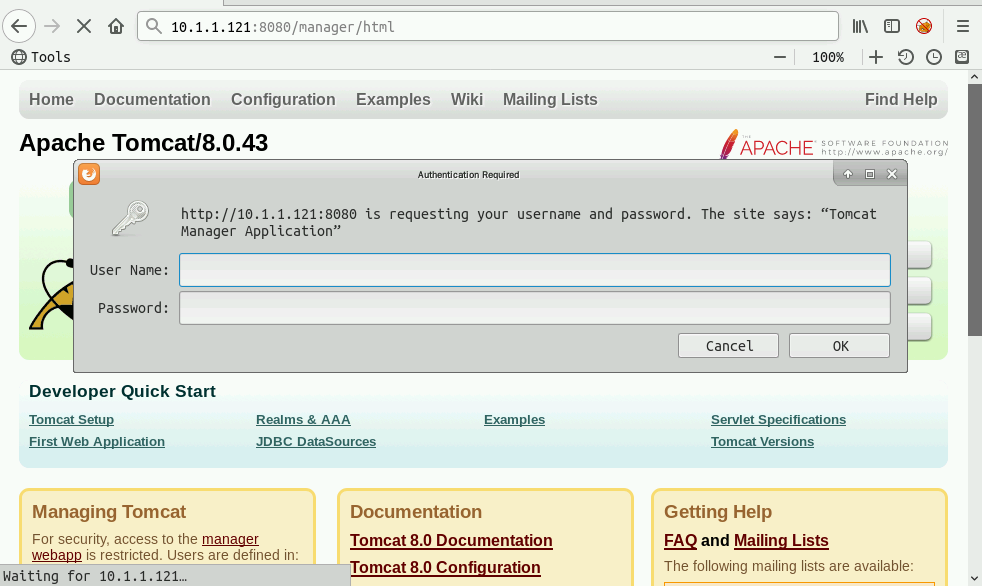 10.1.1.121:8080/manager/html
Tools
100%
Home Documentation Configuration Examples Wiki Mailing Lists Find Help
Apache Tomcat/8.0.43
THE APACHE SOFTWARE FOUNDATION
http://www.apache.org/
Authentication Required
http://10.1.1.121:8080 is requesting your username and password. The site says: “Tomcat
Manager Application”
User Name:
Password:
Cancel OK
Developer Quick Start
Tomcat Setup Realms & AAA Examples Servlet Specifications
First Web Application JDBC DataSources Tomcat Versions
Managing Tomcat
For security, access to the manager
webapp is restricted. Users are defined in:
Documentation
Tomcat 8.0 Documentation
Tomcat 8.0 Configuration
Getting Help
FAQ and Mailing Lists
The following mailing lists are available:
Waiting for 10.1.1.121…